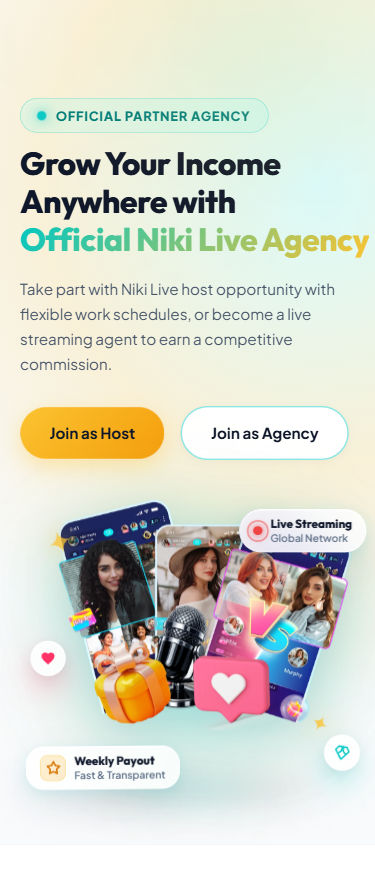 OFFICIAL PARTNER AGENCY
Grow Your Income
Anywhere with
Official Niki Live Agency
Take part with Niki Live host opportunity with
flexible work schedules, or become a live
streaming agent to earn a competitive
commission.
Join as Host
Join as Agency
Live Streaming
Global Network
VS
Murphy
Weekly Payout
Fast & Transparent